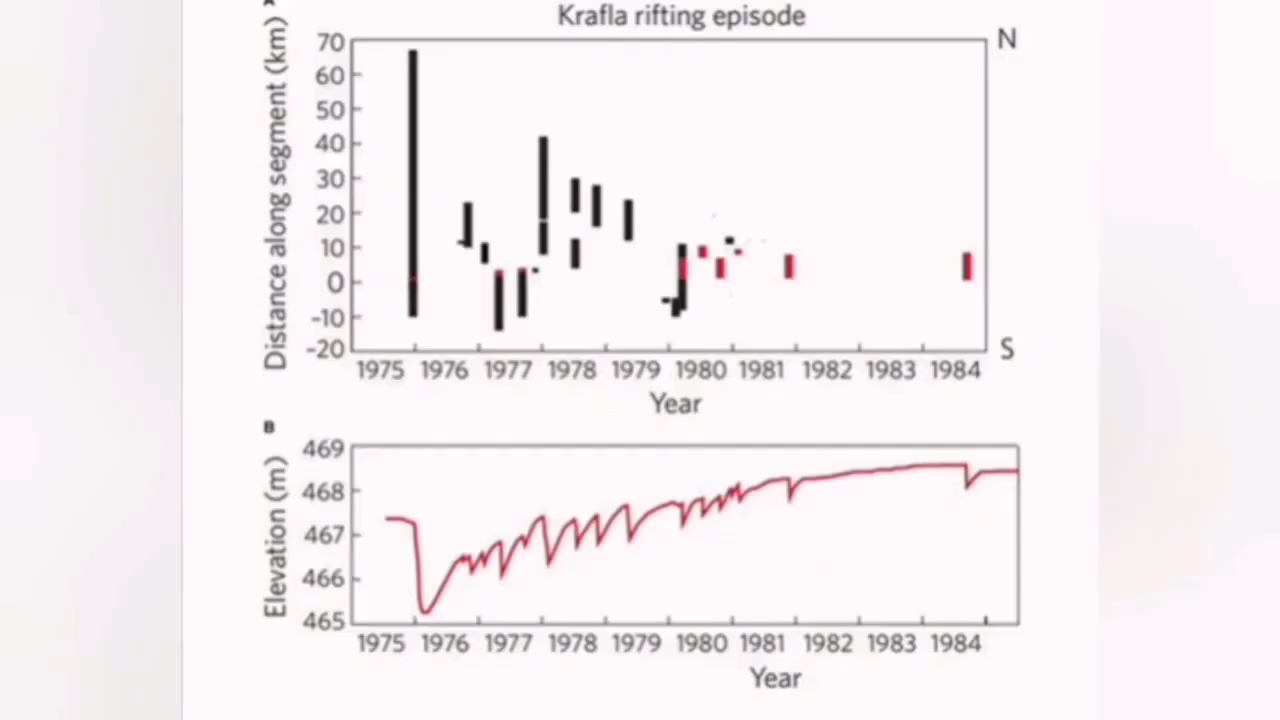 A
Krafla rifting episode
N
Distance along segment (km)
70
60
50
40
30
20
10
0
-10
-20
S
1975 1976 1977 1978 1979 1980 1981 1982 1983 1984
Year
B
Elevation (m)
469
468
467
466
465
1975 1976 1977 1978 1979 1980 1981 1982 1983 1984
Year